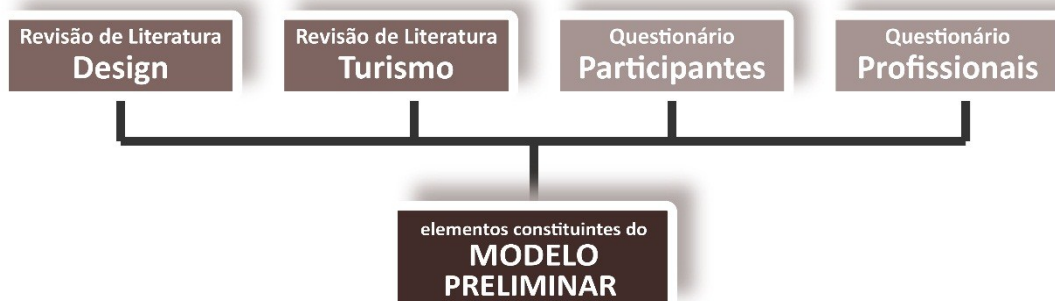 Revisão de Literatura
Design
Revisão de Literatura
Turismo
Questionário
Participantes
Questionário
Profissionais
elementos constituintes do
MODELO
PRELIMINAR